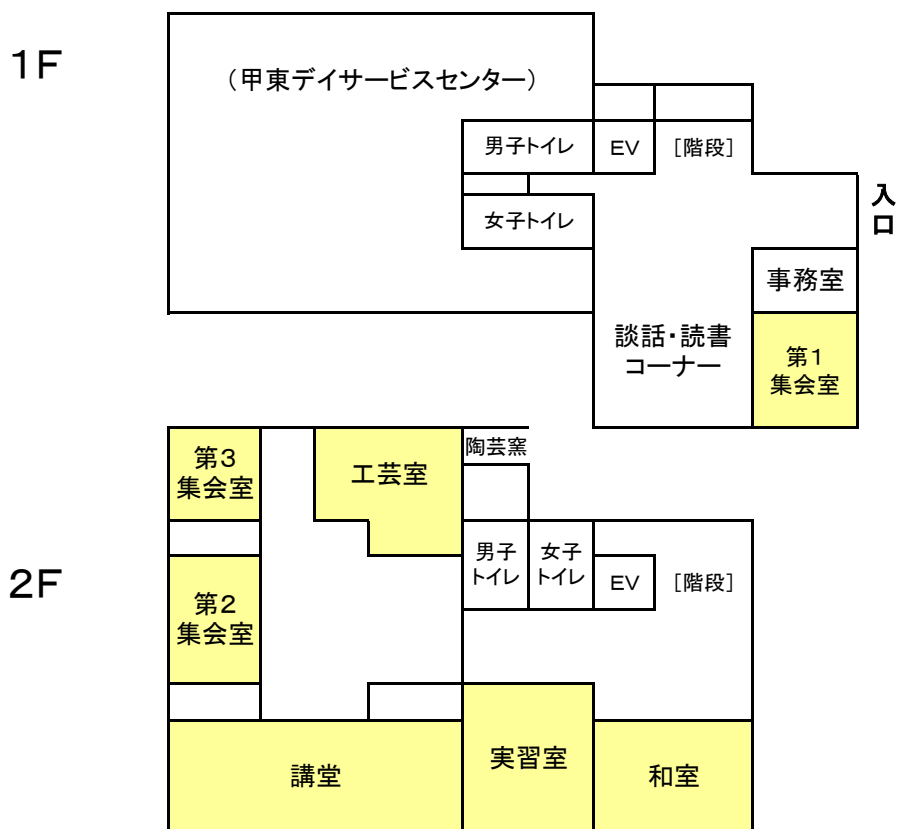 1F
（甲東デイサービスセンター）
男子トイレ
EV
[階段]
女子トイレ
入
口
事務室
談話・読書
コーナー
第1
集会室
2F
第3
集会室
工芸室
陶芸窯
男子
トイレ
女子
トイレ
EV
[階段]
第2
集会室
講堂
実習室
和室